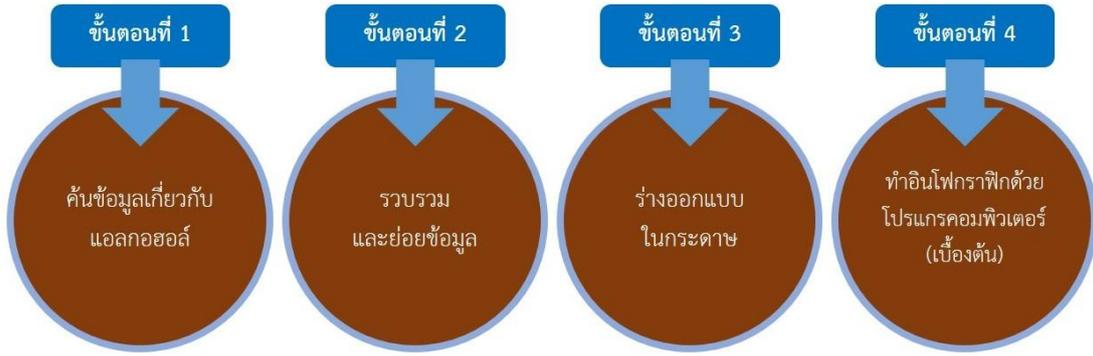 ขั้นตอนที่ 1
ค้นข้อมูลเกี่ยวกับ
แอลกอฮอล์
ขั้นตอนที่ 2
รวบรวม
และย่อยข้อมูล
ขั้นตอนที่ 3
ร่างออกแบบ
ในกระดาษ
ขั้นตอนที่ 4
ทำอินโฟกราฟิกด้วย
โปรแกรคอมพิวเตอร์
(เบื้องต้น)